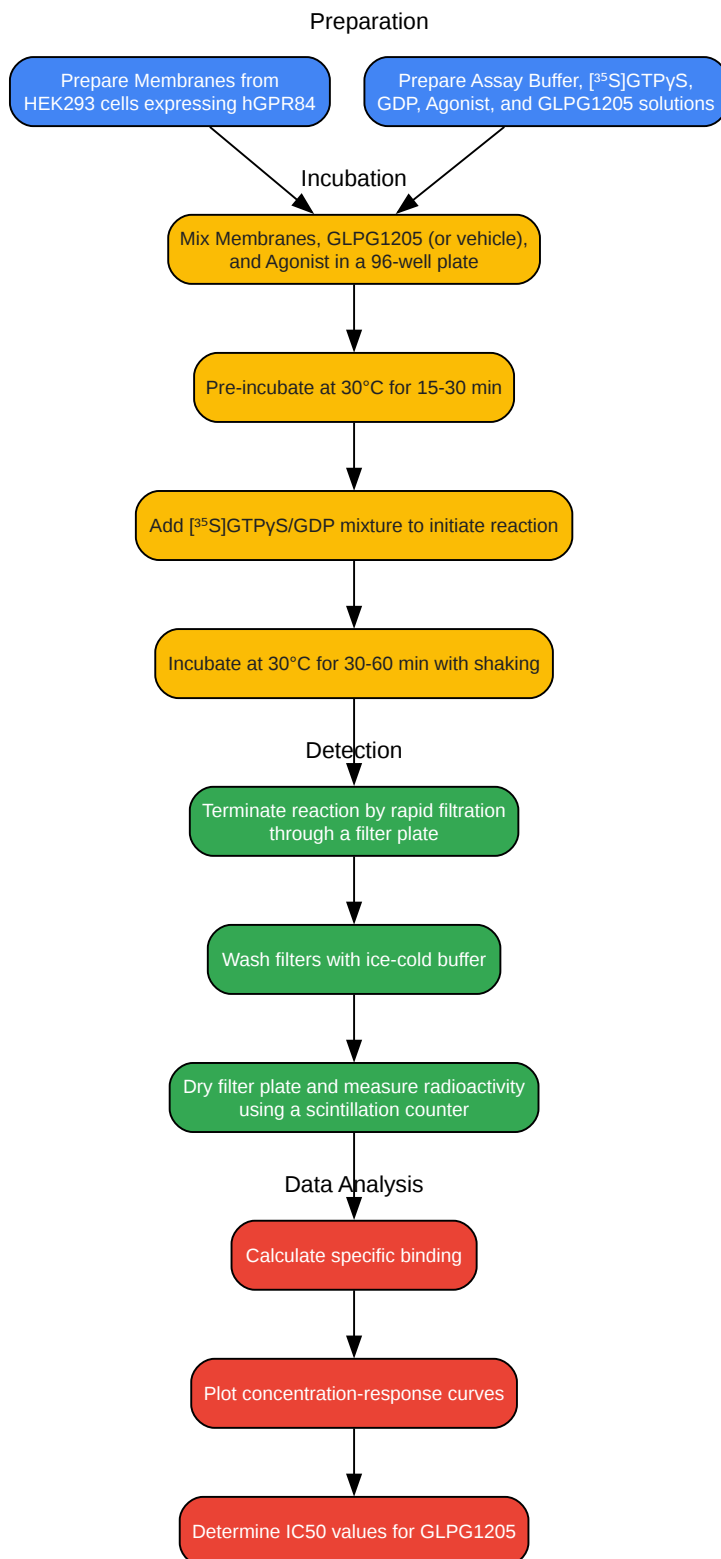 Preparation
Prepare Membranes from
HEK293 cells expressing hGPR84
Prepare Assay Buffer, [³⁵S]GTPγS,
GDP, Agonist, and GLPG1205 solutions
Incubation
Mix Membranes, GLPG1205 (or vehicle),
and Agonist in a 96-well plate
Pre-incubate at 30°C for 15-30 min
Add [³⁵S]GTPγS/GDP mixture to initiate reaction
Incubate at 30°C for 30-60 min with shaking
Detection
Terminate reaction by rapid filtration
through a filter plate
Wash filters with ice-cold buffer
Dry filter plate and measure radioactivity
using a scintillation counter
Data Analysis
Calculate specific binding
Plot concentration-response curves
Determine IC50 values for GLPG1205